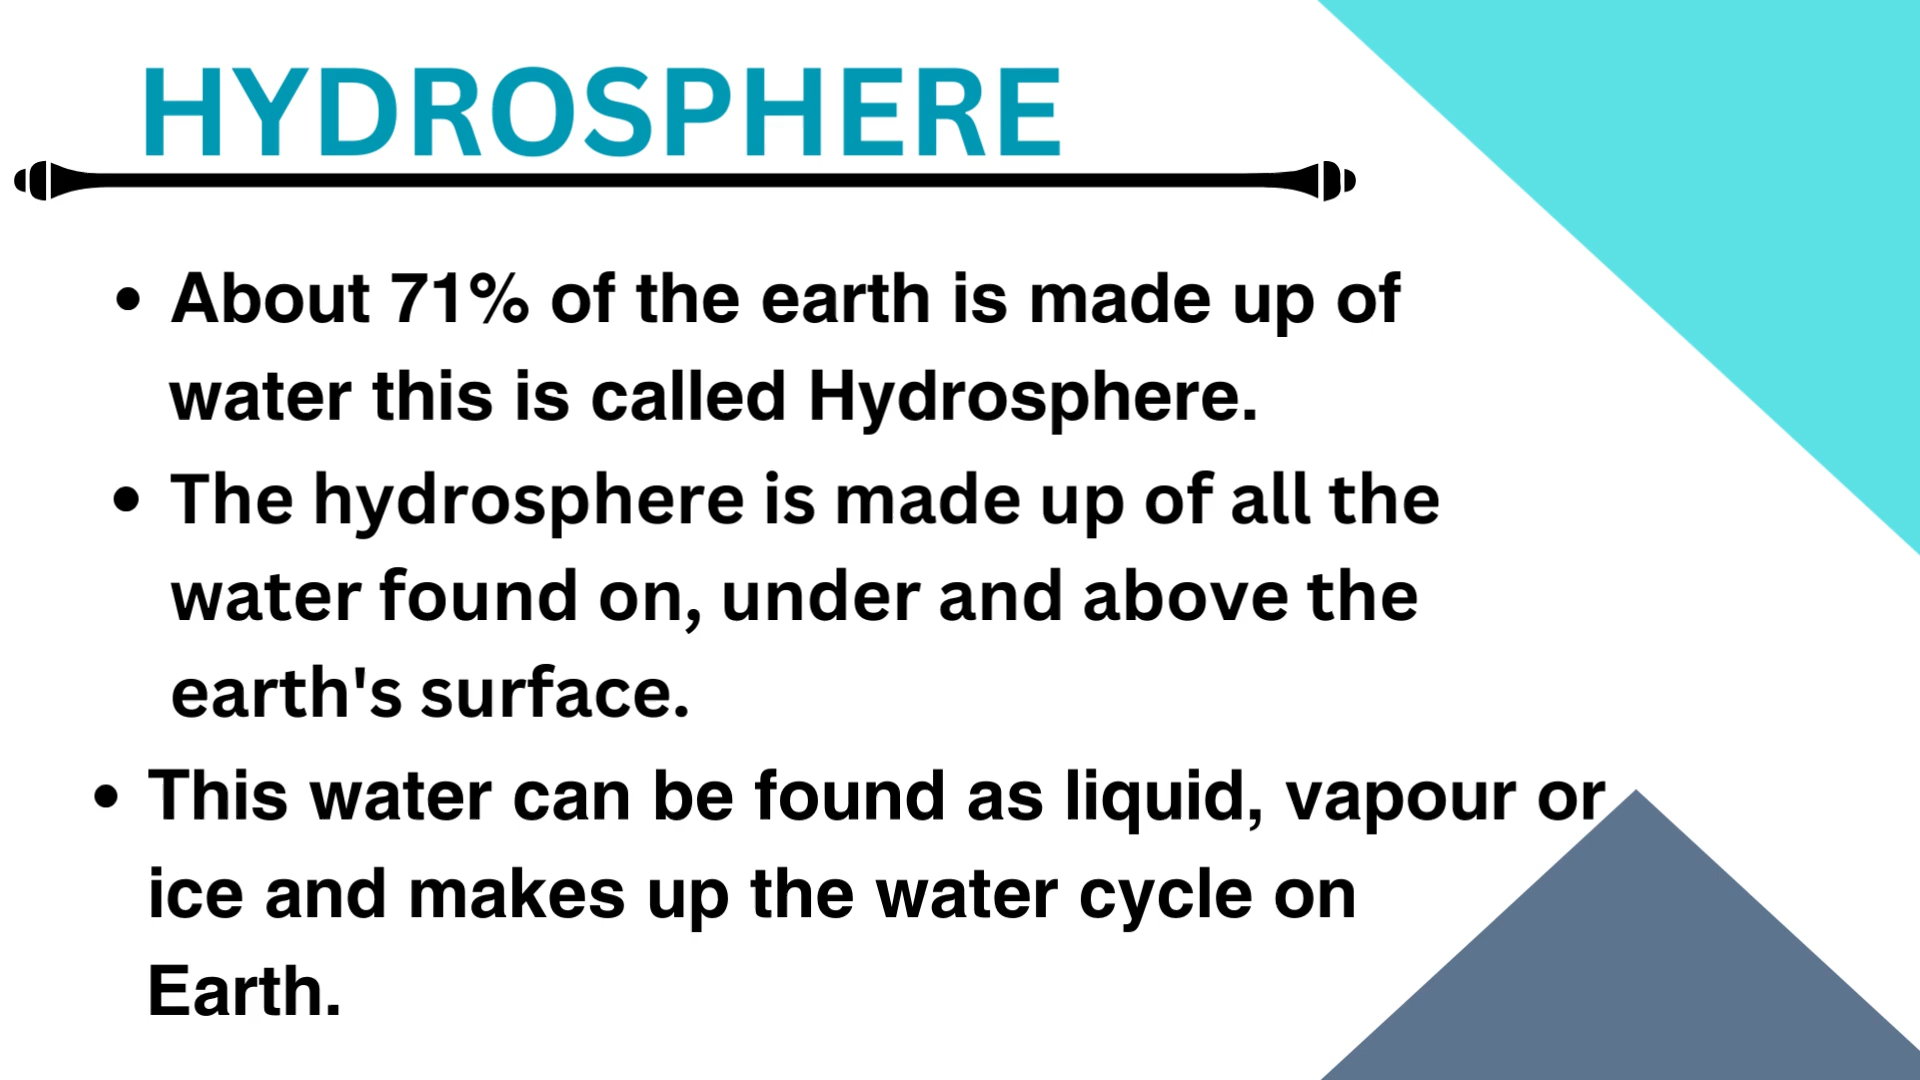 HYDROSPHERE
• About 71% of the earth is made up of
water this is called Hydrosphere.
• The hydrosphere is made up of all the
water found on, under and above the
earth's surface.
• This water can be found as liquid, vapour or
ice and makes up the water cycle on
Earth.